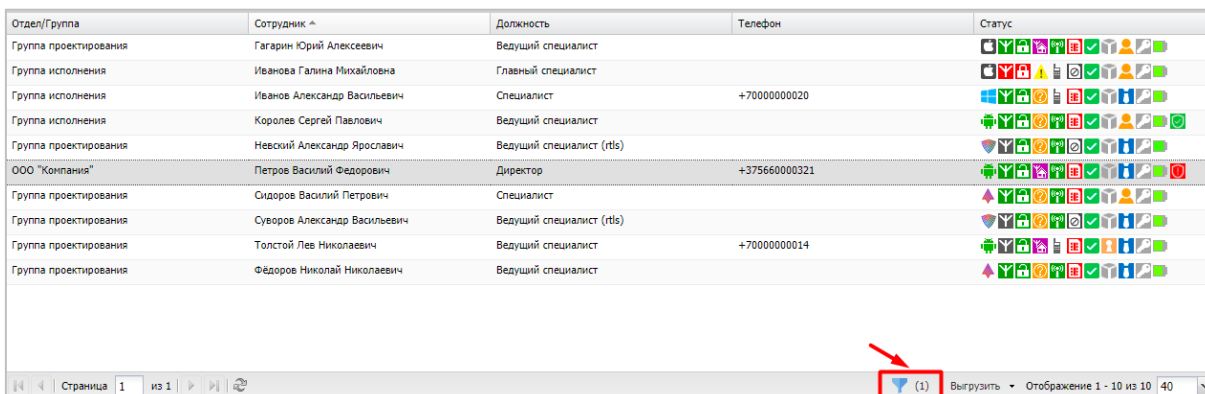 Отдел/Группа Сотрудник Должность Телефон Статус
Группа проектирования Гагарин Юрий Алексеевич Ведущий специалист
Группа исполнения Иванова Галина Михайловна Главный специалист
Группа исполнения Иванов Александр Васильевич Специалист +70000000020
Группа исполнения Королев Сергей Павлович Ведущий специалист
Группа проектирования Невский Александр Ярославич Ведущий специалист (rtls)
ООО "Компания" Петров Василий Федорович Директор +375660000321
Группа проектирования Сидоров Василий Петрович Специалист
Группа проектирования Суворов Александр Васильевич Ведущий специалист (rtls)
Группа проектирования Толстой Лев Николаевич Ведущий специалист +70000000014
Группа проектирования Фёдоров Николай Николаевич Ведущий специалист
Страница 1 из 1 (1) Выгрузить Отображение 1 - 10 из 10 40